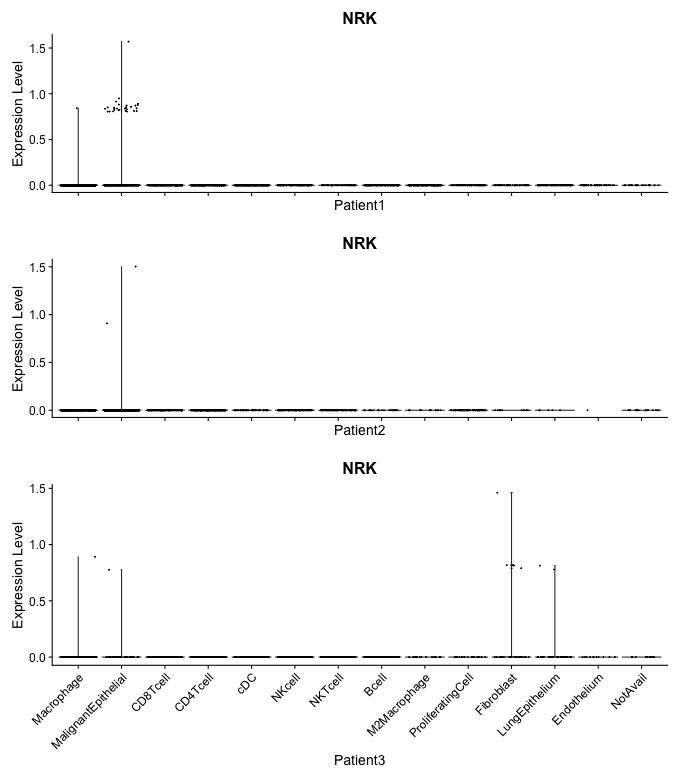 NRK
Expression Level
1.5
1.0
0.5
0.0
Patient1
NRK
Expression Level
1.5
1.0
0.5
0.0
Patient2
NRK
Expression Level
1.5
1.0
0.5
0.0
Macrophage
MalignantEpithelial
CD8Tcell
CD4Tcell
cDC
NKcell
NKTcell
Bcell
M2Macrophage
ProliferatingCell
Fibroblast
LungEpithelium
Endothelium
NotAvail
Patient3